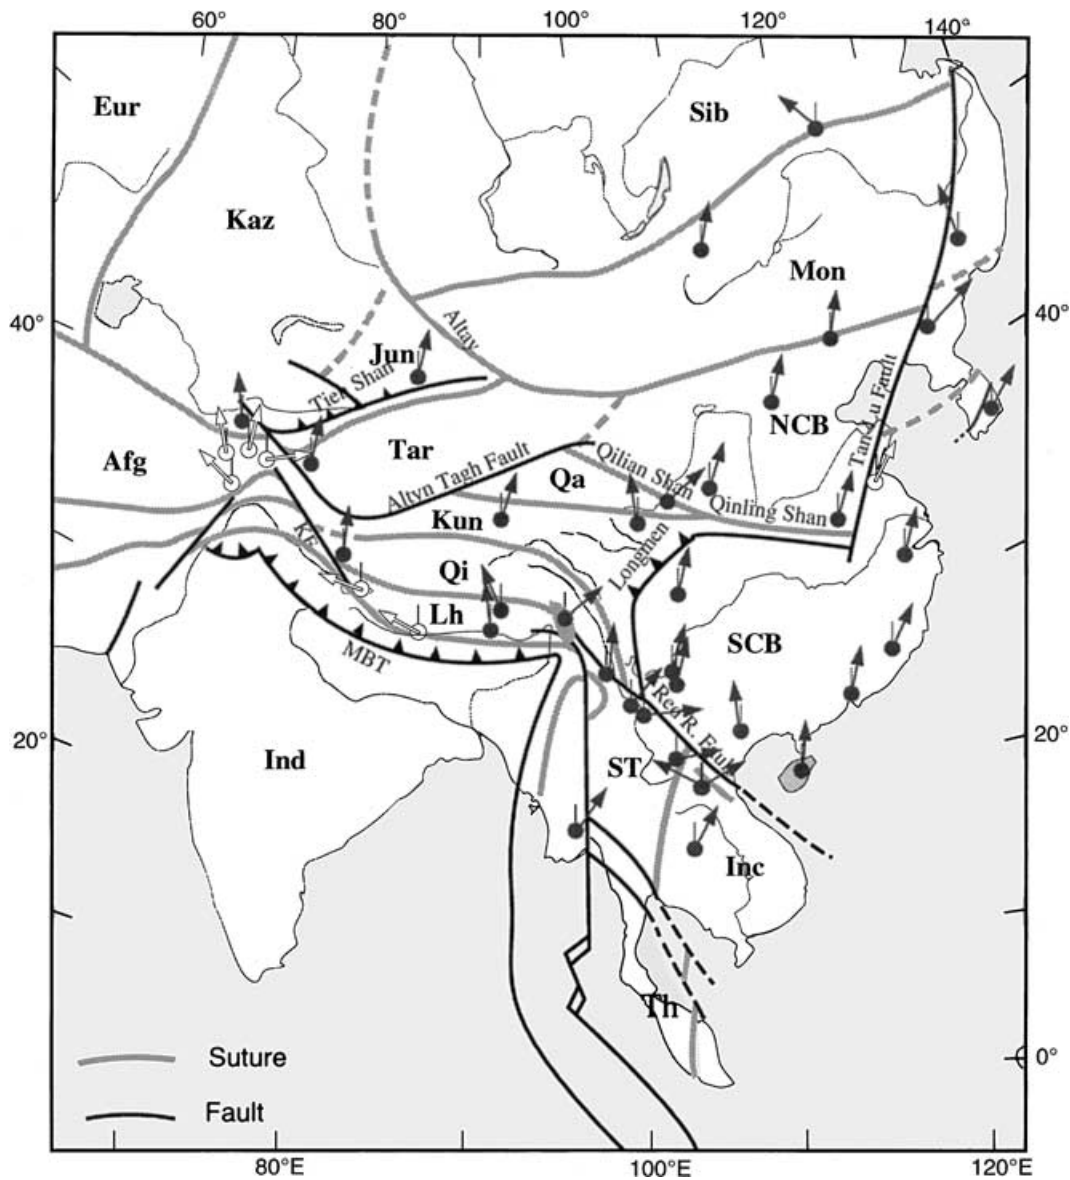 60° 80° 100° 120° 140°
Eur
Sib
Kaz
Mon
40°
40°
Altay
Jun
Tien Shan
NCB
Tan-Lu Fault
Afg
Tar
Altyn Tagh Fault
Qilian Shan
Qa
Qinling Shan
Kun
KF
Longmen
Qi
Lh
SCB
MBT
Red R. Fault
20°
20°
Ind
ST
Inc
Th
Suture
0°
Fault
80°E 100°E 120°E